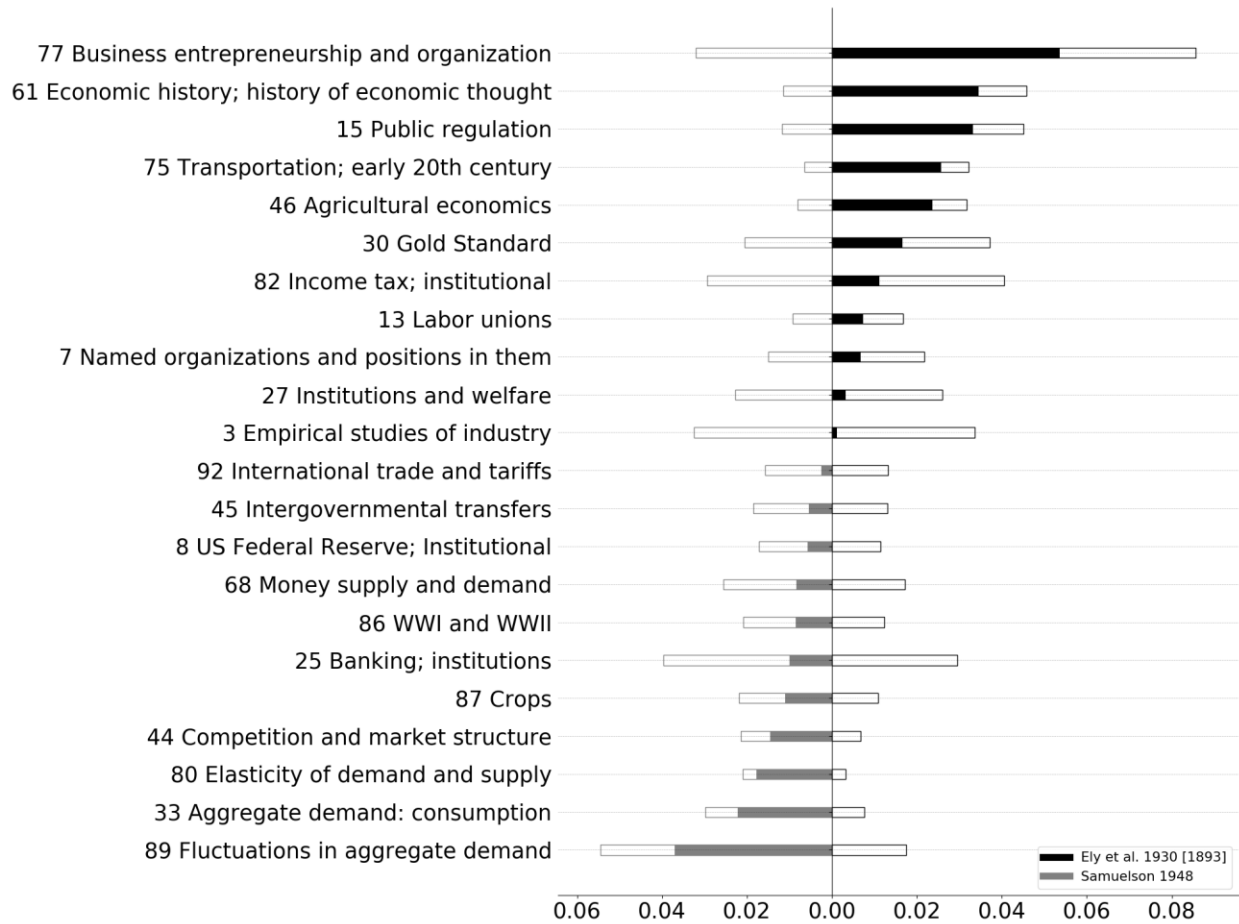 77 Business entrepreneurship and organization
61 Economic history; history of economic thought
15 Public regulation
75 Transportation; early 20th century
46 Agricultural economics
30 Gold Standard
82 Income tax; institutional
13 Labor unions
7 Named organizations and positions in them
27 Institutions and welfare
3 Empirical studies of industry
92 International trade and tariffs
45 Intergovernmental transfers
8 US Federal Reserve; Institutional
68 Money supply and demand
86 WWI and WWII
25 Banking; institutions
87 Crops
44 Competition and market structure
80 Elasticity of demand and supply
33 Aggregate demand: consumption
89 Fluctuations in aggregate demand
Ely et al. 1930 [1893]
Samuelson 1948
0.06 0.04 0.02 0.00 0.02 0.04 0.06 0.08